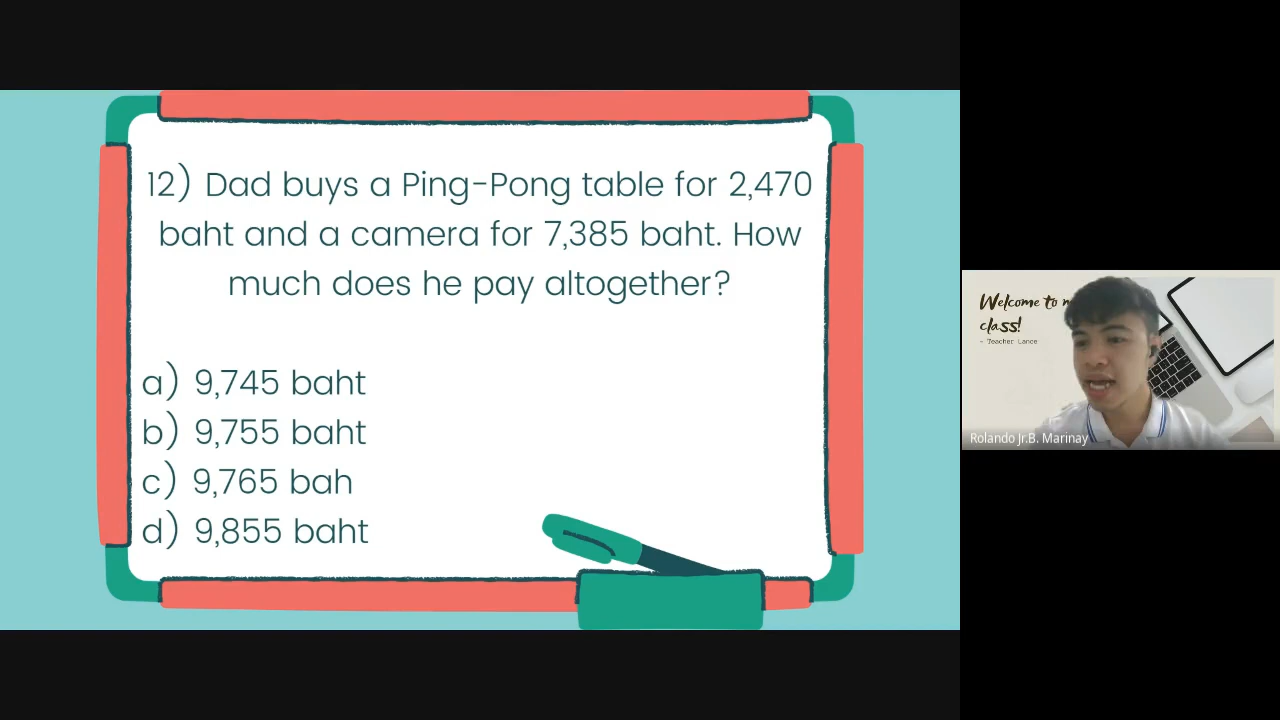 12) Dad buys a Ping-Pong table for 2,470
baht and a camera for 7,385 baht. How
much does he pay altogether?
a) 9,745 baht
b) 9,755 baht
c) 9,765 bah
d) 9,855 baht
Welcome to m
class!
- Teacher Lance
Rolando Jr.B. Marinay